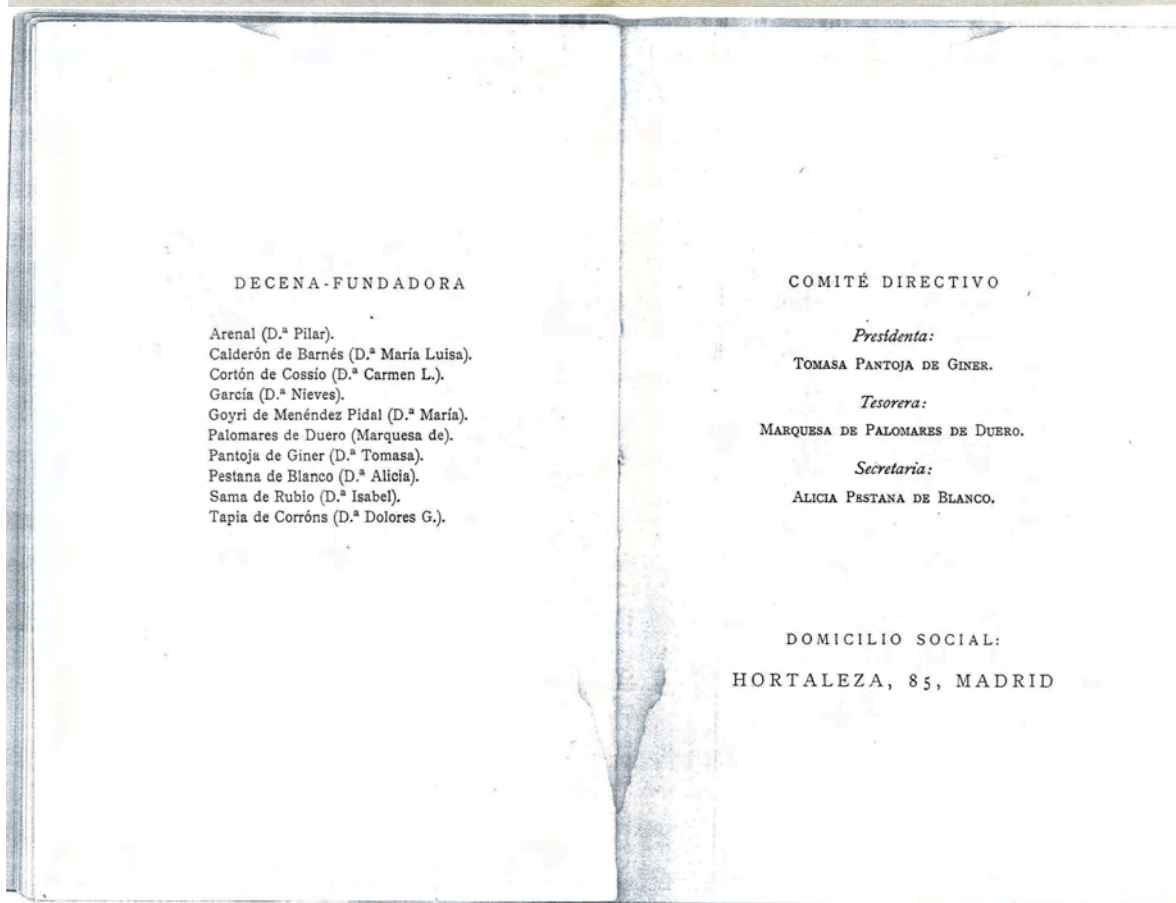 DECENA-FUNDADORA
Arenal (D.ª Pilar).
Calderón de Barnés (D.ª María Luisa).
Cortón de Cossío (D.ª Carmen L.).
García (D.ª Nieves).
Goyri de Menéndez Pidal (D.ª María).
Palomares de Duero (Marquesa de).
Pantoja de Giner (D.ª Tomasa).
Pestana de Blanco (D.ª Alicia).
Sama de Rubio (D.ª Isabel).
Tapia de Corróns (D.ª Dolores G.).
COMITÉ DIRECTIVO
Presidenta:
TOMASA PANTOJA DE GINER.
Tesorera:
MARQUESA DE PALOMARES DE DUERO.
Secretaria:
ALICIA PESTANA DE BLANCO.
DOMICILIO SOCIAL:
HORTALEZA, 85, MADRID